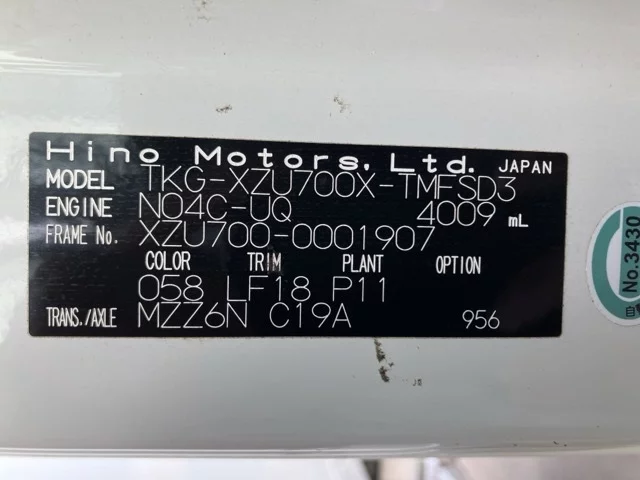 Hino Motors, Ltd. JAPAN
MODEL TKG-XZU700X-TMFSD3
ENGINE N04C-UQ 4009 mL
FRAME No. XZU700-0001907
COLOR TRIM PLANT OPTION
058 LF18 P11
TRANS./AXLE MZZ6N C19A 956
No.3430